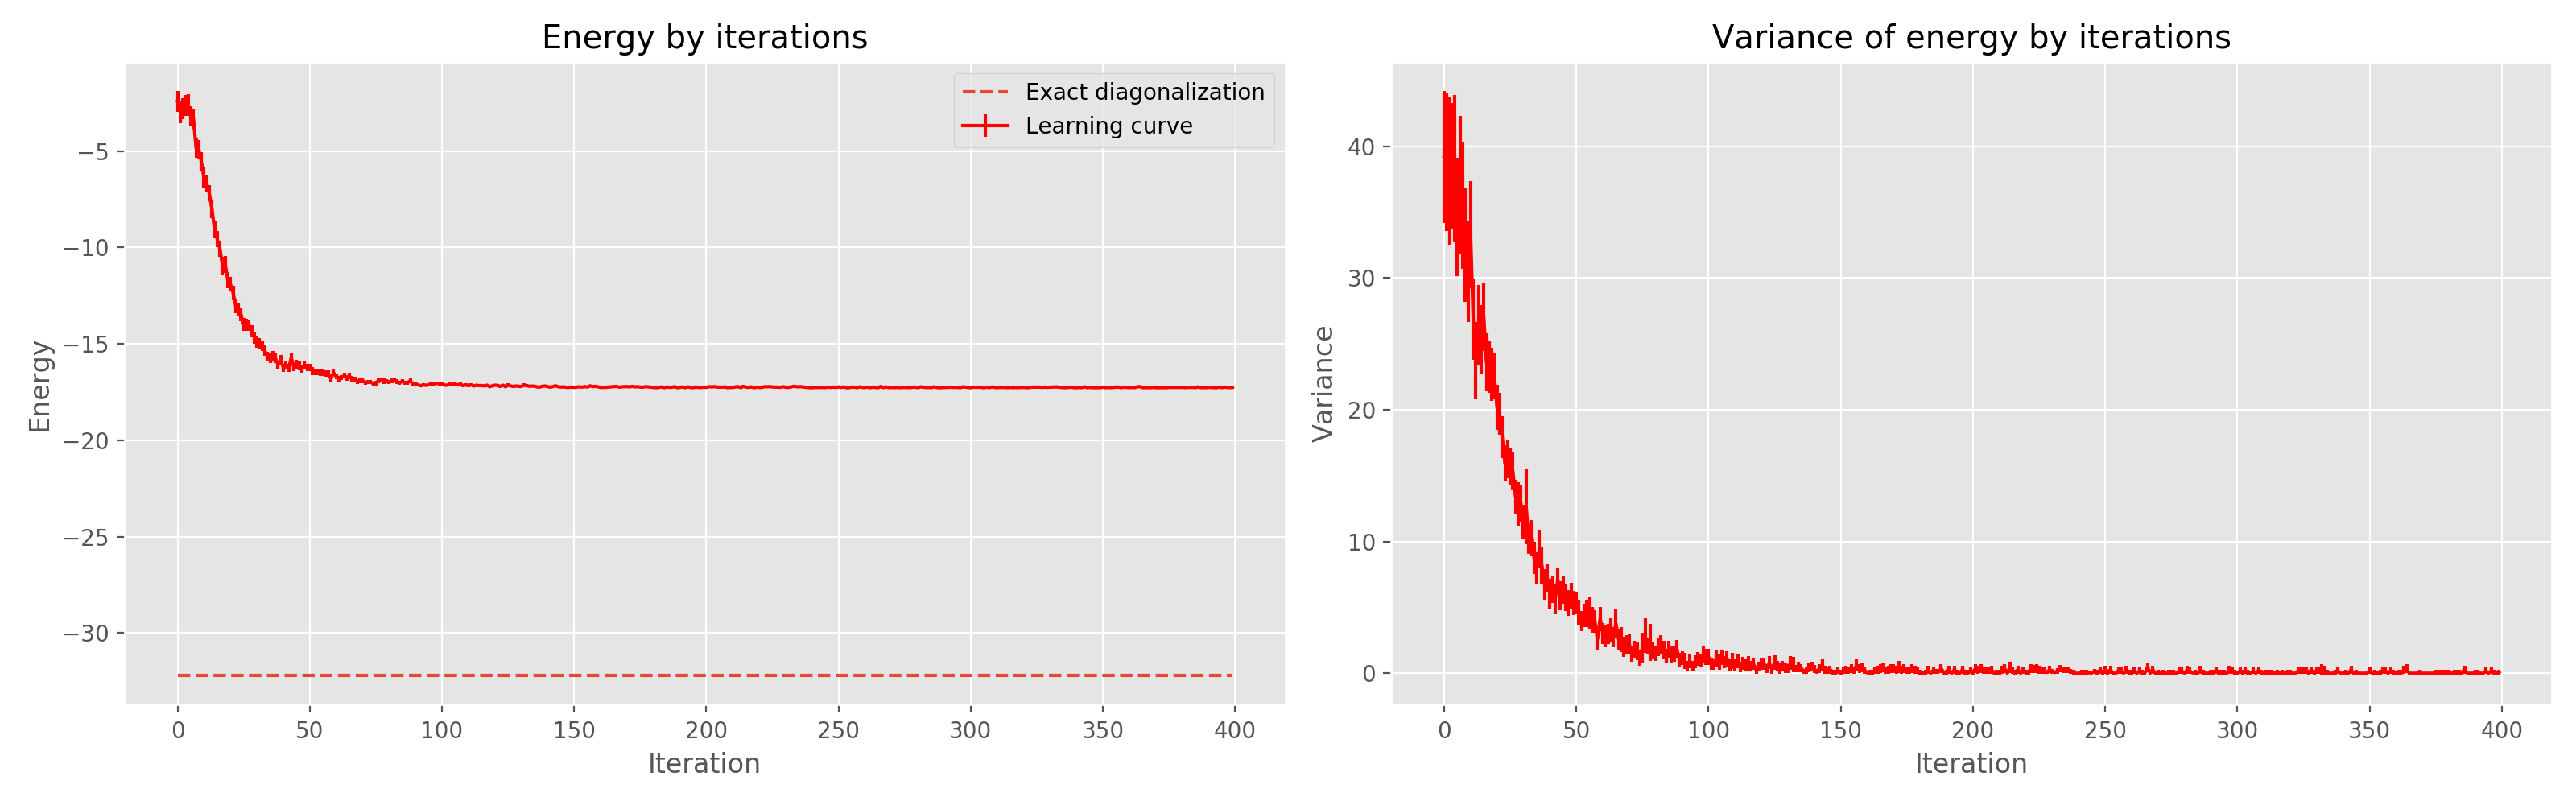 Energy by iterations
Exact diagonalization
Learning curve
−5
−10
−15
−20
−25
−30
Energy
0 50 100 150 200 250 300 350 400
Iteration
Variance of energy by iterations
40
30
20
10
0
Variance
0 50 100 150 200 250 300 350 400
Iteration